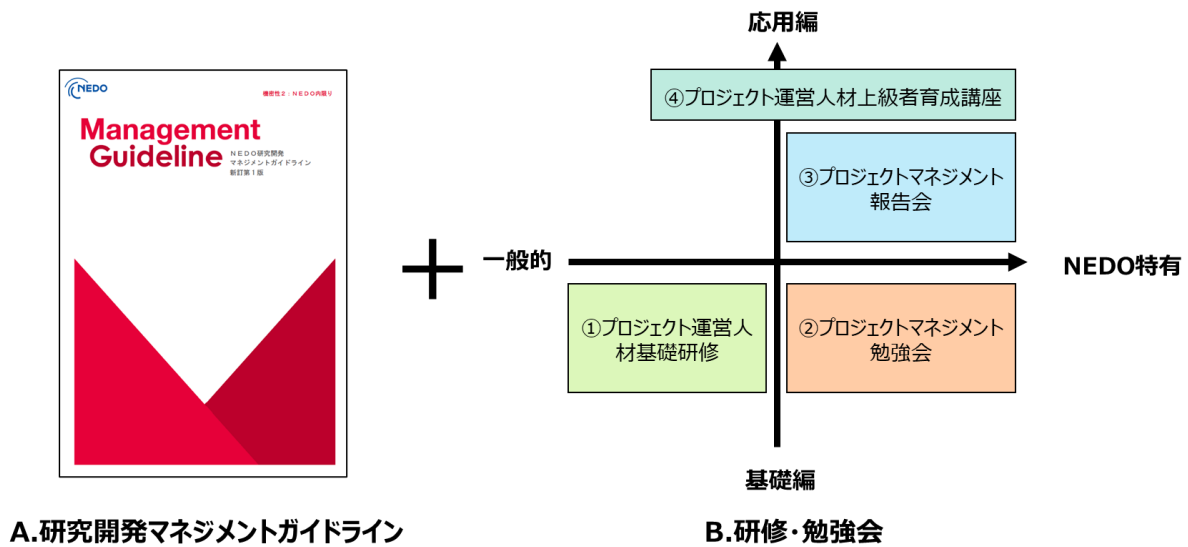 NEDO
機密性2：NEDO内限り
Management
Guideline
NEDO研究開発
マネジメントガイドライン
新訂第1版
A.研究開発マネジメントガイドライン
応用編
④プロジェクト運営人材上級者育成講座
③プロジェクトマネジメント
報告会
一般的
NEDO特有
①プロジェクト運営人
材基礎研修
②プロジェクトマネジメント
勉強会
基礎編
B.研修・勉強会